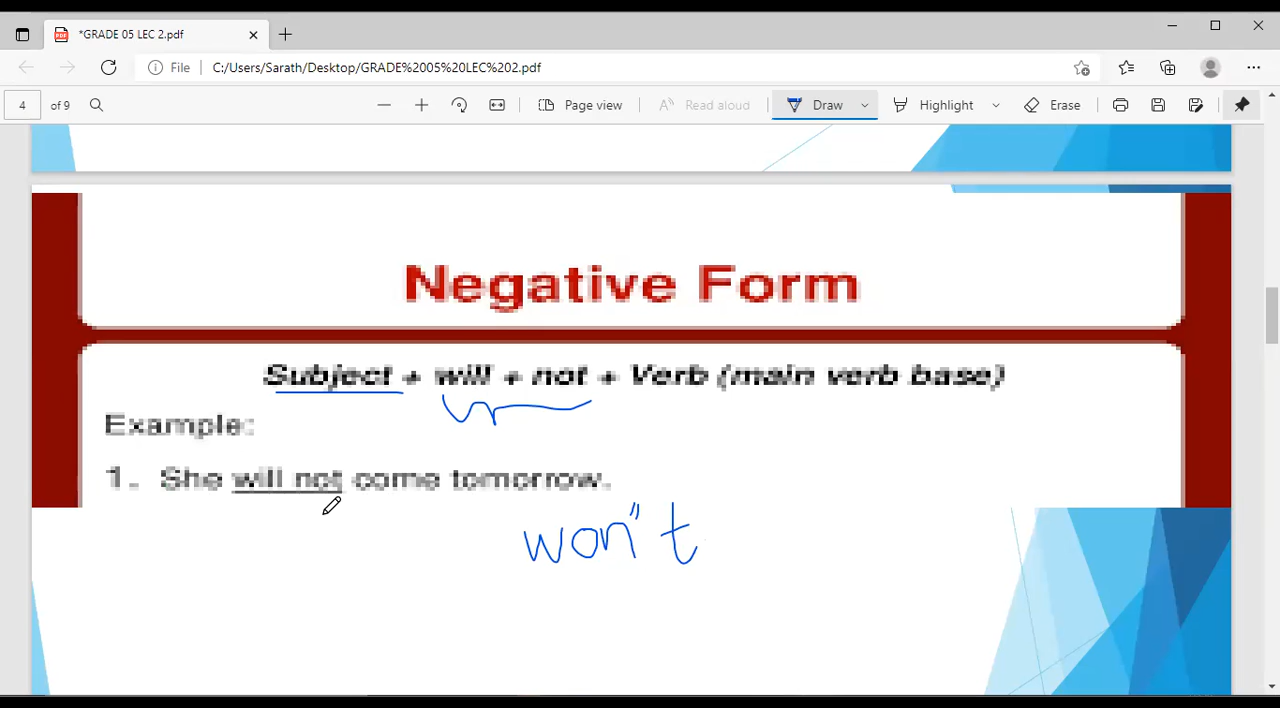 *GRADE 05 LEC 2.pdf
File C:/Users/Sarath/Desktop/GRADE%2005%20LEC%202.pdf
4 of 9 Page view Read aloud Draw Highlight Erase
Negative Form
Subject + will + not + Verb (main verb base)
Example:
1. She will not come tomorrow.
won"t